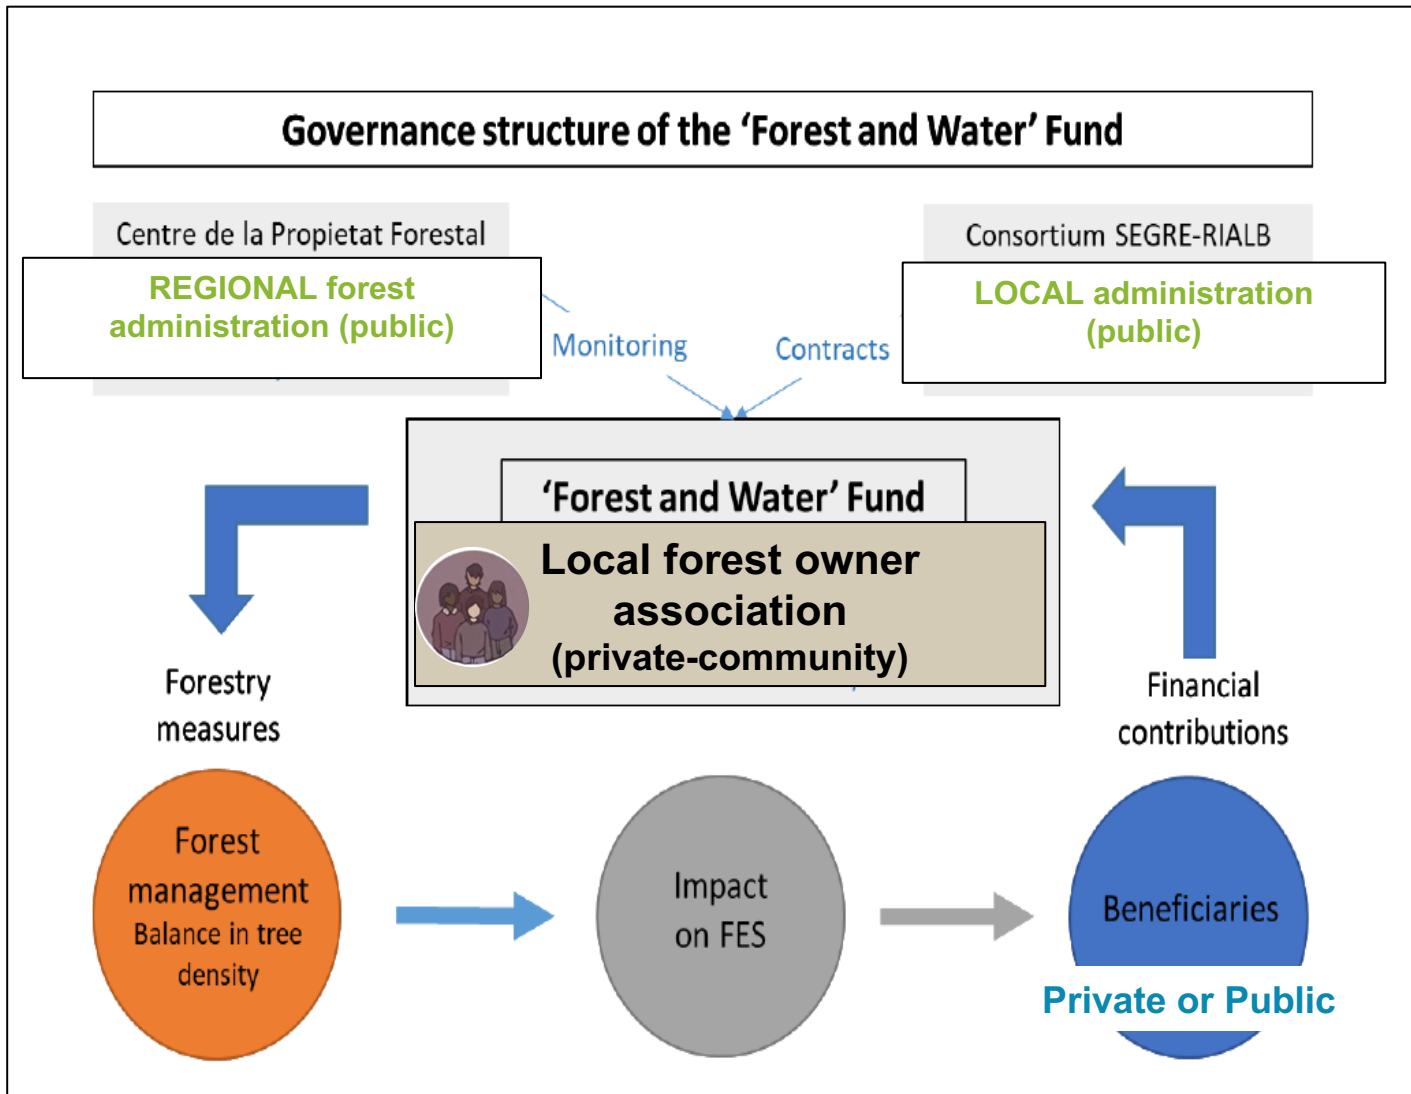 Governance structure of the ‘Forest and Water’ Fund
Centre de la Propietat Forestal
REGIONAL forest
administration (public)
Consortium SEGRE-RIALB
LOCAL administration
(public)
Monitoring
Contracts
‘Forest and Water’ Fund
Local forest owner
association
(private-community)
Forestry
measures
Financial
contributions
Forest
management
Balance in tree
density
Impact
on FES
Beneficiaries
Private or Public